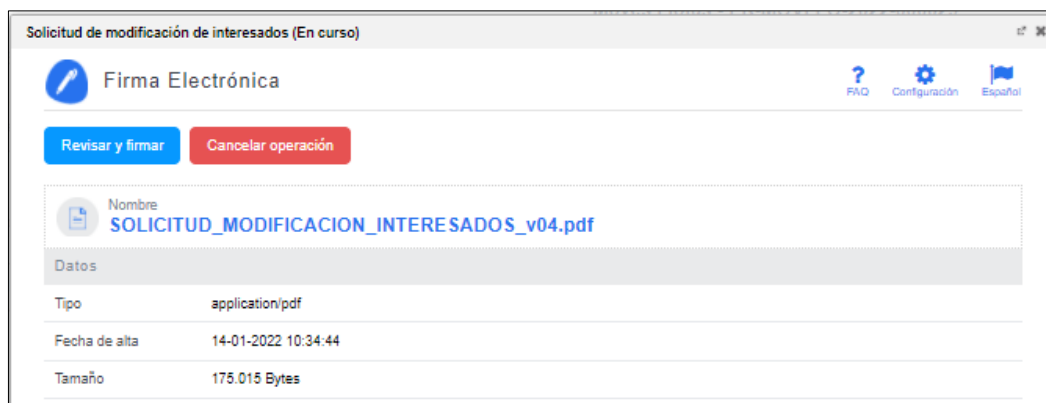 Solicitud de modificación de interesados (En curso)
Firma Electrónica
FAQ Configuración Español
Revisar y firmar Cancelar operación
Nombre
SOLICITUD_MODIFICACION_INTERESADOS_v04.pdf
Datos
Tipo application/pdf
Fecha de alta 14-01-2022 10:34:44
Tamaño 175.015 Bytes